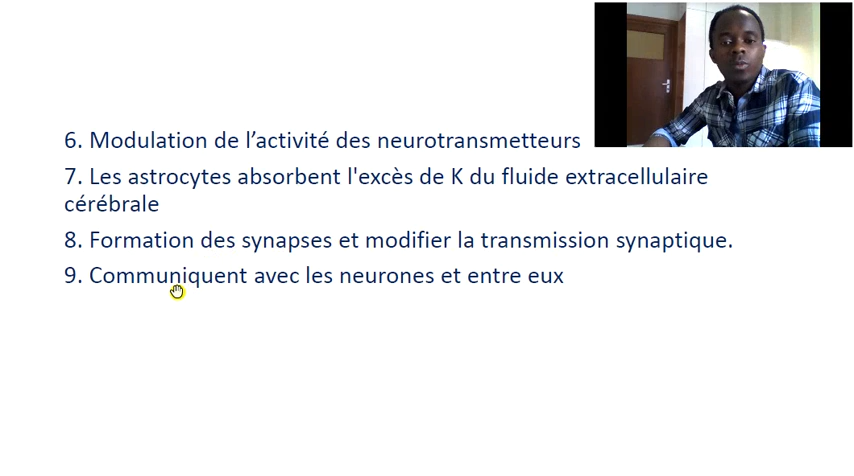 6. Modulation de l’activité des neurotransmetteurs
7. Les astrocytes absorbent l'excès de K du fluide extracellulaire
cérébrale
8. Formation des synapses et modifier la transmission synaptique.
9. Communiquent avec les neurones et entre eux